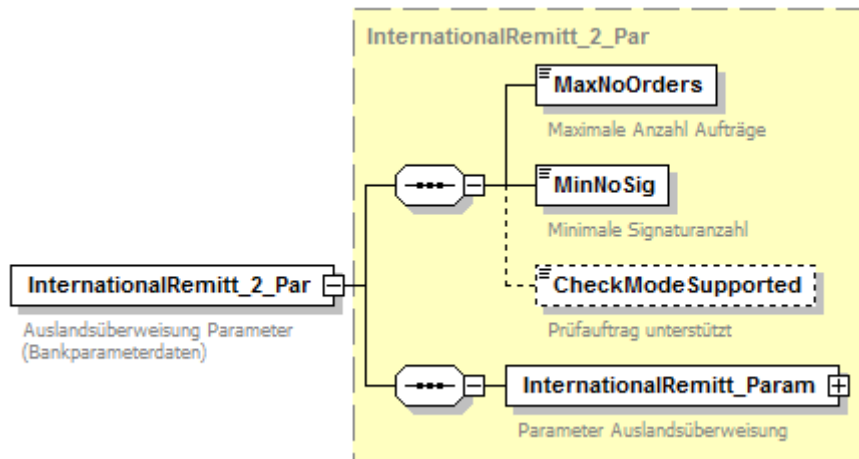 InternationalRemitt_2_Par
MaxNoOrders
Maximale Anzahl Aufträge
MinNoSig
Minimale Signaturanzahl
InternationalRemitt_2_Par
Auslandsüberweisung Parameter
(Bankparameterdaten)
CheckModeSupported
Prüfauftrag unterstützt
InternationalRemitt_Param
Parameter Auslandsüberweisung